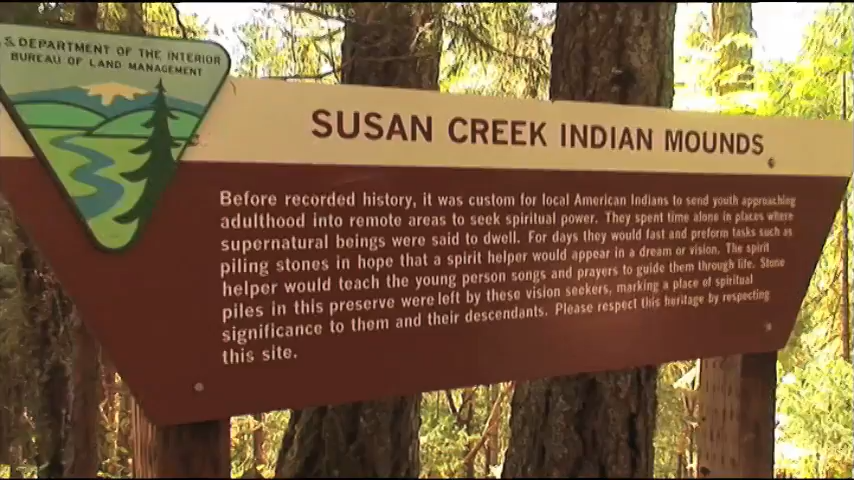 S. DEPARTMENT OF THE INTERIOR
BUREAU OF LAND MANAGEMENT
SUSAN CREEK INDIAN MOUNDS
Before recorded history, it was custom for local American Indians to send youth approaching
adulthood into remote areas to seek spiritual power. They spent time alone in places where
supernatural beings were said to dwell. For days they would fast and preform tasks such as
piling stones in hope that a spirit helper would appear in a dream or vision. The spirit
helper would teach the young person songs and prayers to guide them through life. Stone
piles in this preserve were left by these vision seekers, marking a place of spiritual
significance to them and their descendants. Please respect this heritage by respecting
this site.